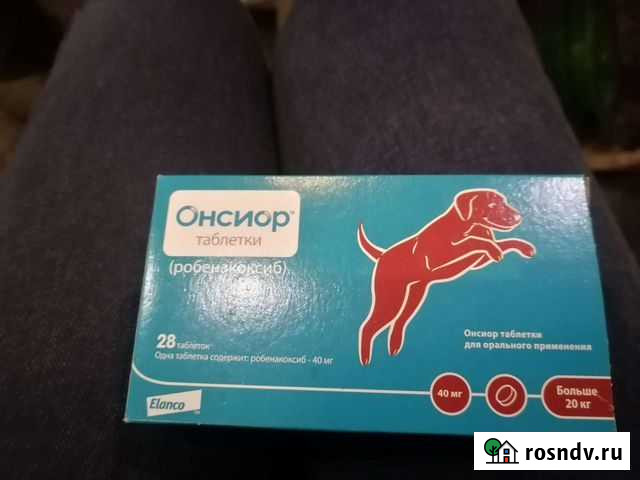 Онсиор™
таблетки
(робенакоксиб)
28 таблеток
Одна таблетка содержит: робенакоксиб - 40 мг
Elanco
Онсиор таблетки
для орального применения
40 мг
Больше
20 кг
rosndv.ru